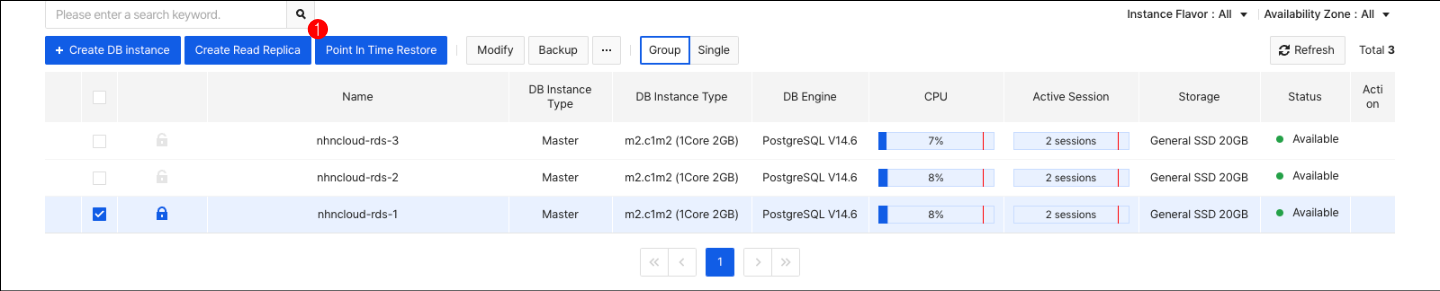 Please enter a search keyword.
Instance Flavor : All Availability Zone : All
1
+ Create DB instance Create Read Replica Point In Time Restore Modify Backup ... Group Single Refresh Total 3
Name DB Instance Type DB Instance Type DB Engine CPU Active Session Storage Status Action
nhncloud-rds-3 Master m2.c1m2 (1Core 2GB) PostgreSQL V14.6 7% 2 sessions General SSD 20GB Available
nhncloud-rds-2 Master m2.c1m2 (1Core 2GB) PostgreSQL V14.6 8% 2 sessions General SSD 20GB Available
nhncloud-rds-1 Master m2.c1m2 (1Core 2GB) PostgreSQL V14.6 8% 2 sessions General SSD 20GB Available
« ‹ 1 › »